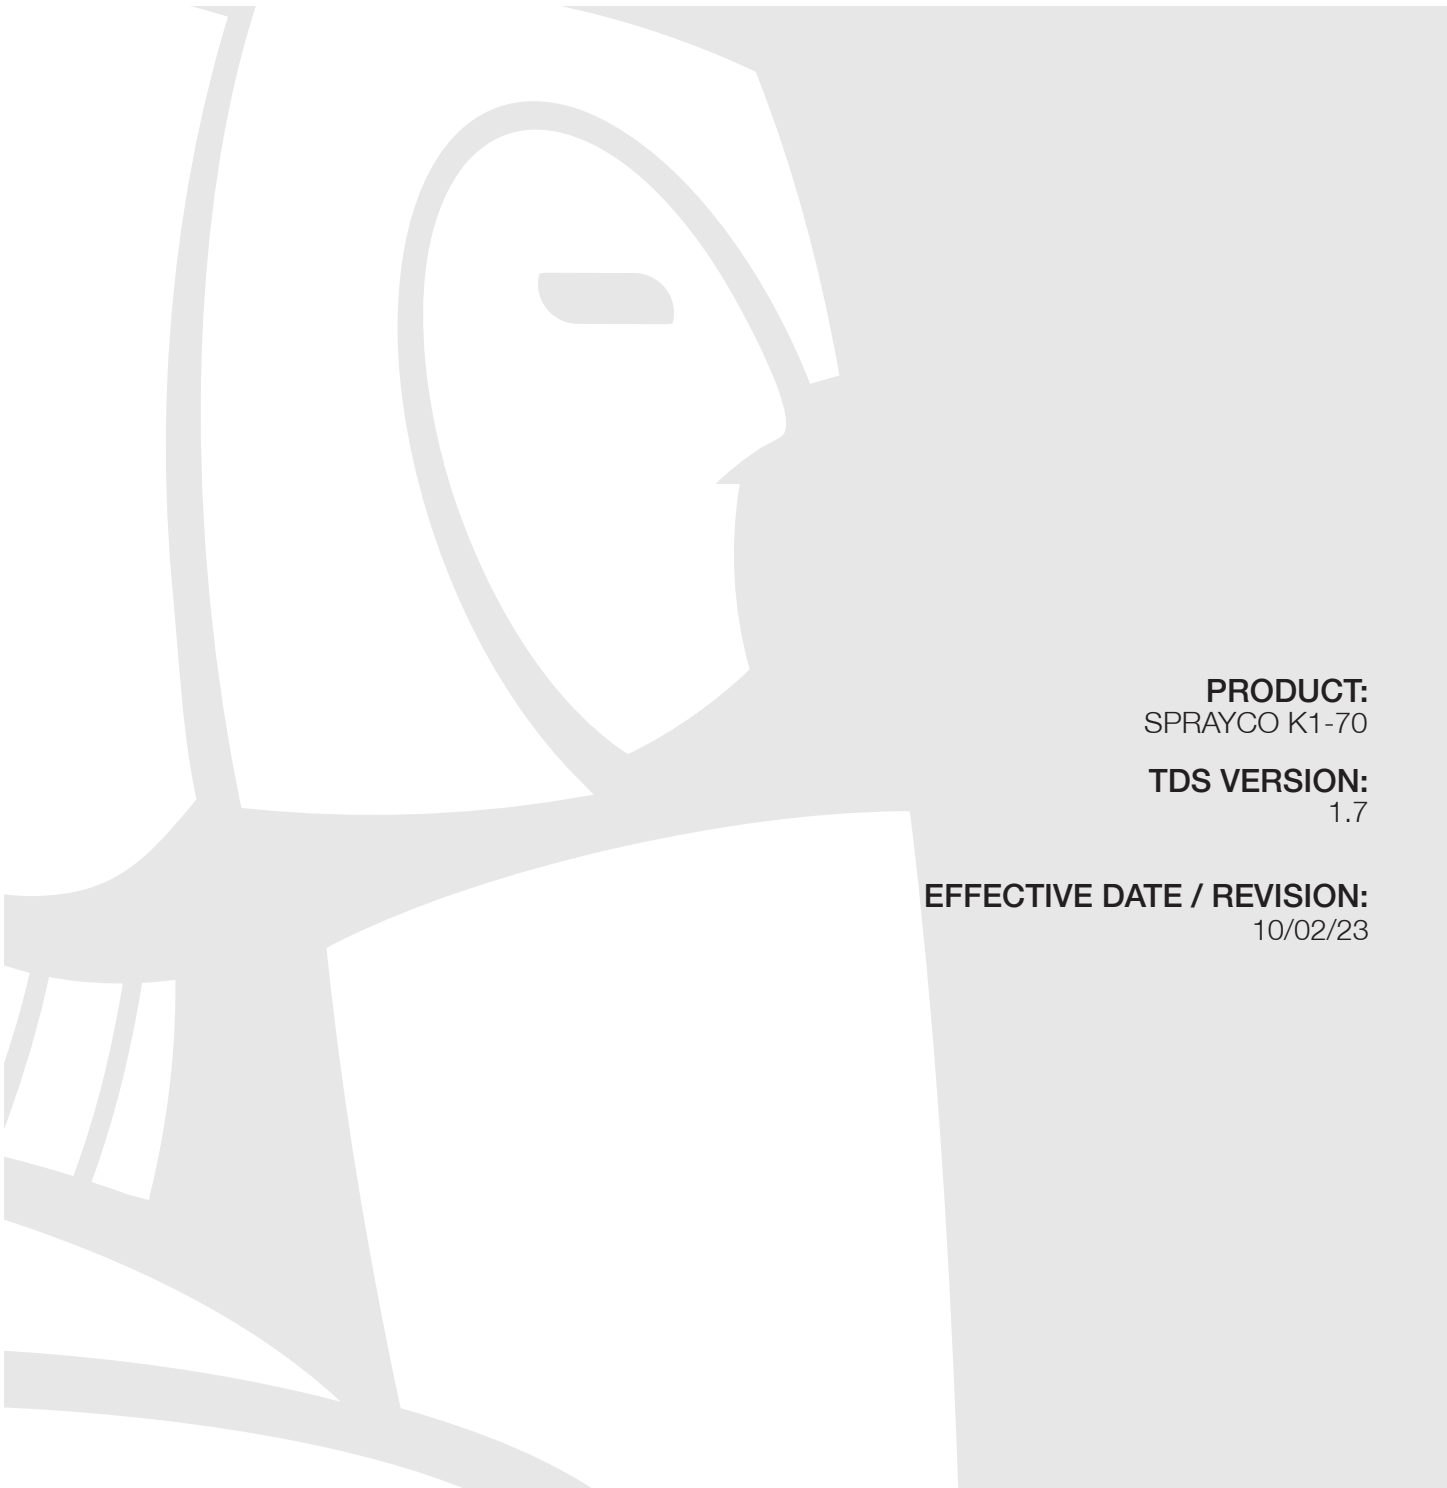 PRODUCT:
SPRAYCO K1-70
TDS VERSION:
1.7
EFFECTIVE DATE / REVISION:
10/02/23